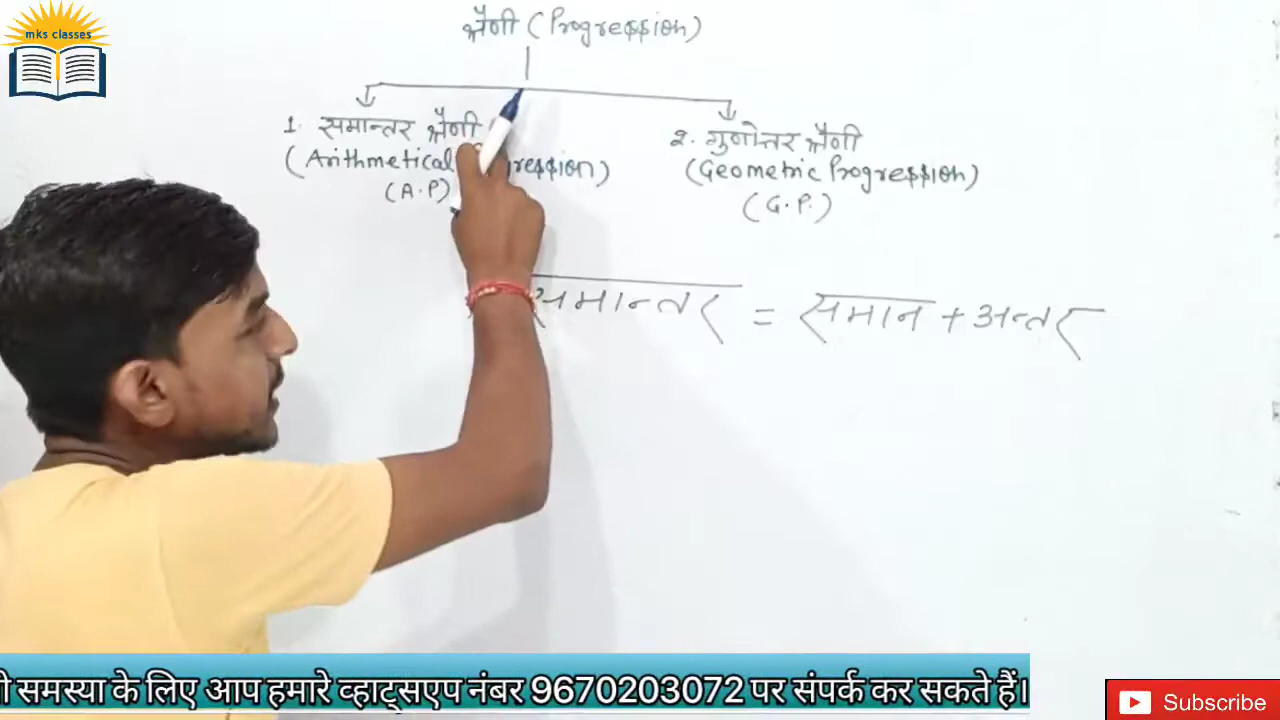 mks classes
श्रेणी (Progression)
1. समान्तर श्रेणी
(Arithmetical gression)
(A.P)
2. गुणोत्तर श्रेणी
(Geometric Progression)
(G.P.)
समान्तर = समान + अन्तर
समस्या के लिए आप हमारे व्हाट्सएप नंबर 9670203072 पर संपर्क कर सकते हैं।
Subscribe